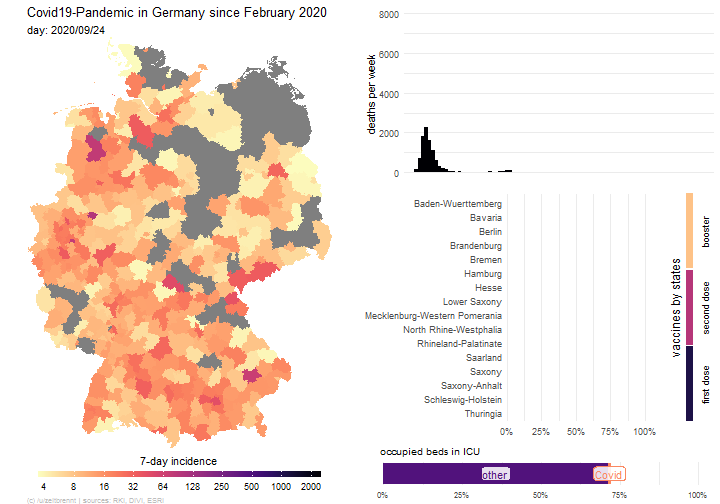 Covid19-Pandemic in Germany since February 2020
day: 2020/09/24
7-day incidence
4 8 16 32 64 128 200 500 1000 2000
(c) /u/zeitbrennt | sources: RKI, DIVI, ESRI
deaths per week
8000
6000
4000
2000
0
Baden-Wuerttemberg
Bavaria
Berlin
Brandenburg
Bremen
Hamburg
Hesse
Lower Saxony
Mecklenburg-Western Pomerania
North Rhine-Westphalia
Rhineland-Palatinate
Saarland
Saxony
Saxony-Anhalt
Schleswig-Holstein
Thuringia
0% 25% 50% 75% 100%
vaccines by states
booster
second dose
first dose
occupied beds in ICU
other
Covid
0% 25% 50% 75% 100%